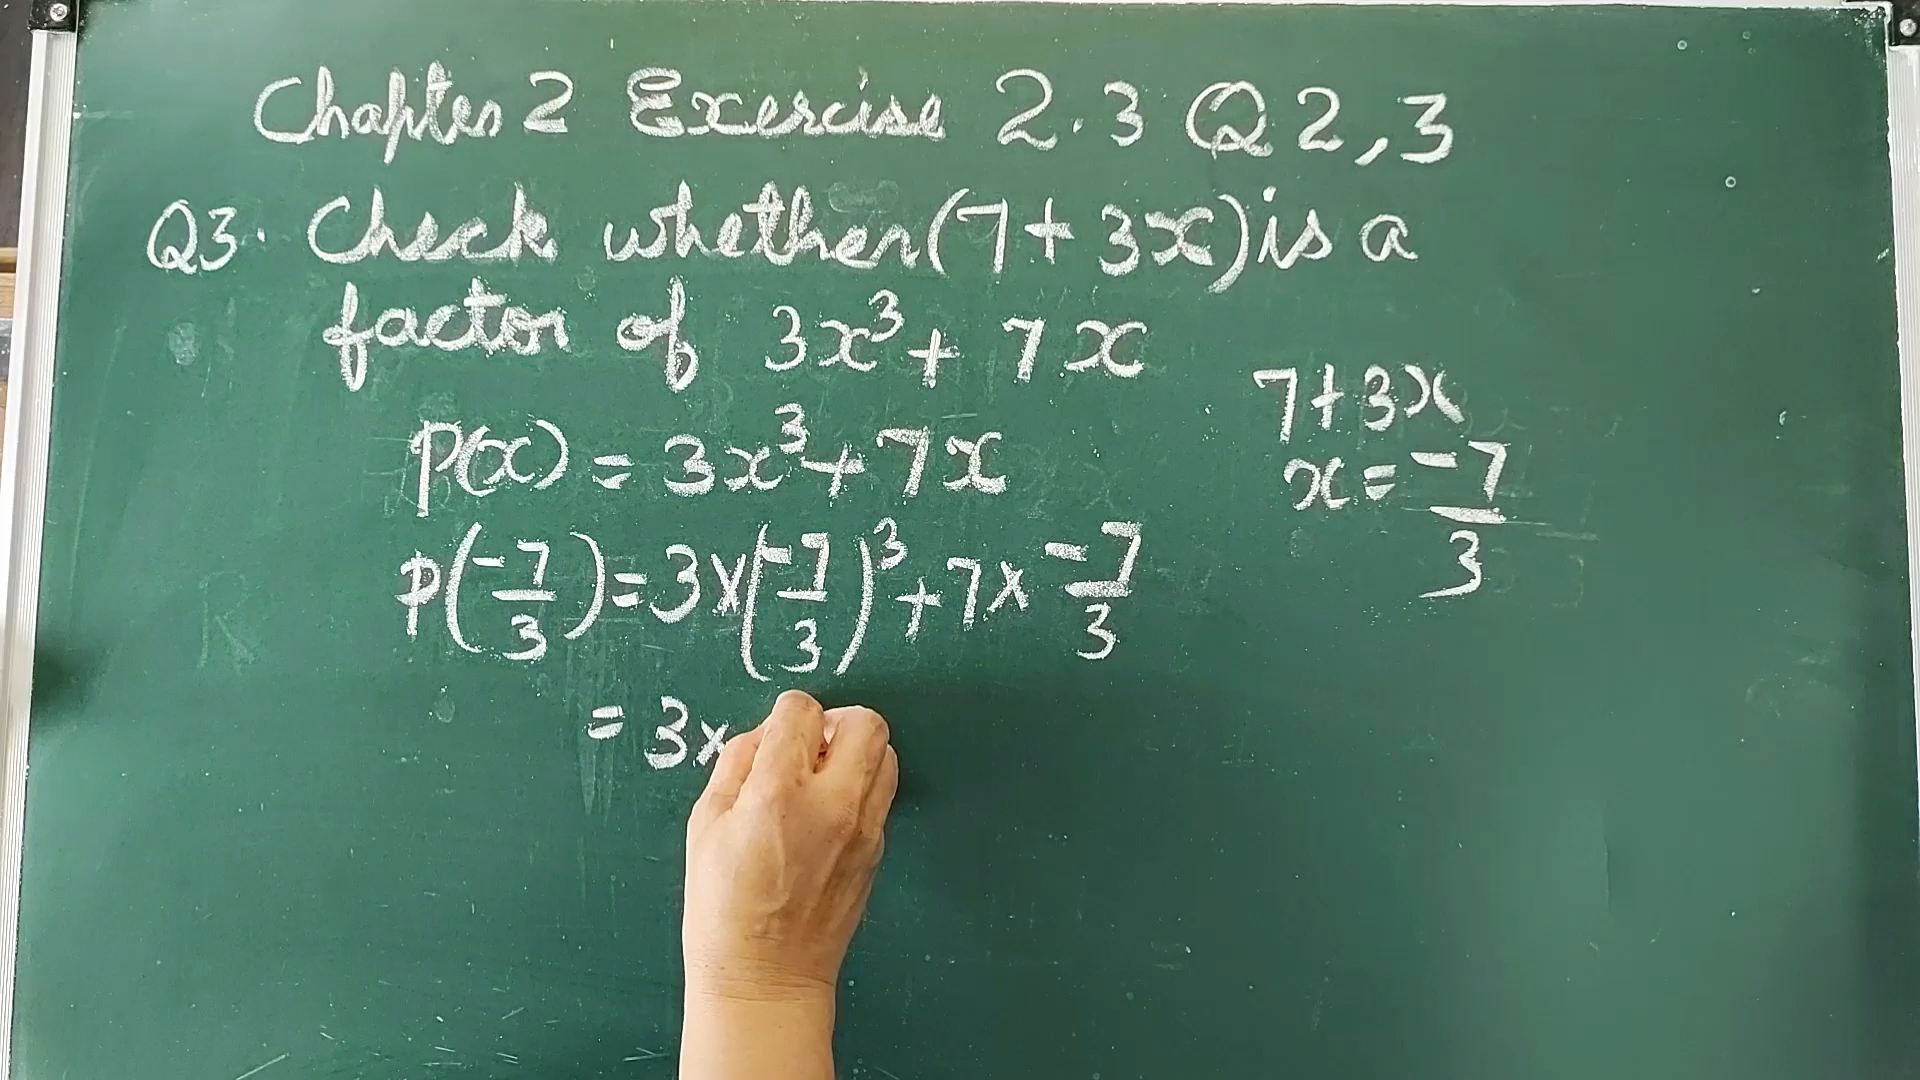 Chapter 2 Exercise 2.3 Q2,3
Q3. Check whether (7+3x) is a
factor of 3x³ + 7x
P(x) = 3x³ + 7x
P(-7/3) = 3×(-7/3)³ + 7× -7/3
= 3×
7+3x
x = -7/3